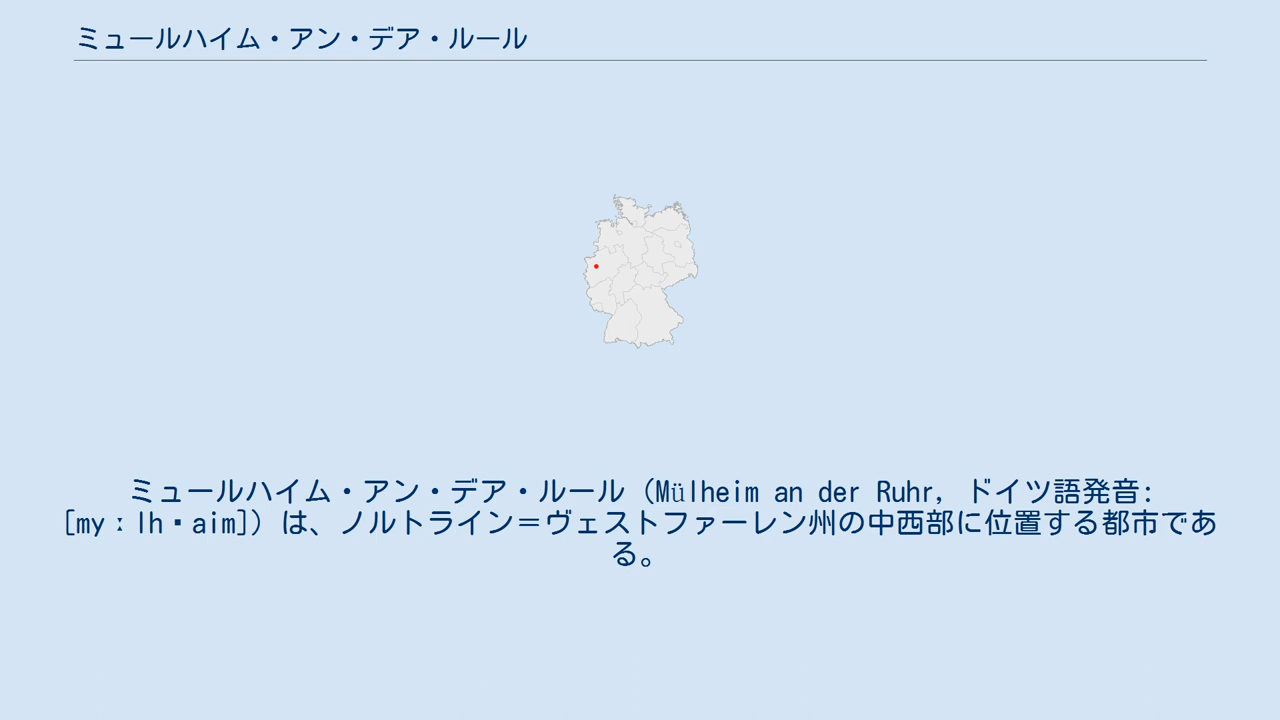 ミュールハイム・アン・デア・ルール
ミュールハイム・アン・デア・ルール（Mülheim an der Ruhr, ドイツ語発音:
[myːlh▪aim]）は、ノルトライン＝ヴェストファーレン州の中西部に位置する都市であ
る。